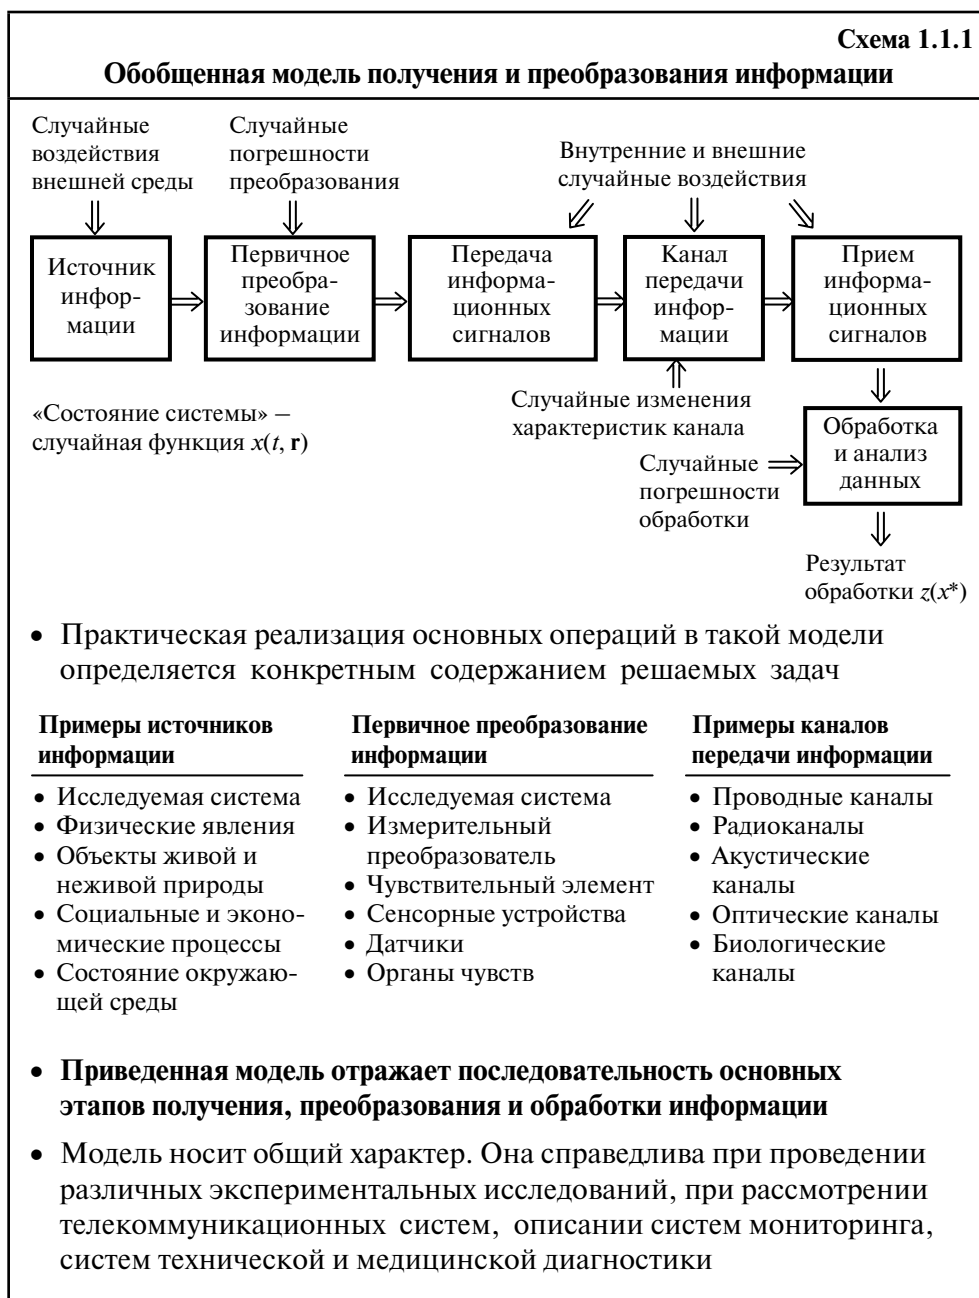 Схема 1.1.1
Обобщенная модель получения и преобразования информации
Случайные
воздействия
внешней среды
Случайные
погрешности
преобразования
Внутренние и внешние
случайные воздействия
Источник
инфор-
мации
Первичное
преобра-
зование
информации
Передача
информа-
ционных
сигналов
Канал
передачи
инфор-
мации
Прием
информа-
ционных
сигналов
«Состояние системы» –
случайная функция x(t, r)
Случайные изменения
характеристик канала
Случайные
погрешности
обработки
Обработка
и анализ
данных
Результат
обработки z(x*)
• Практическая реализация основных операций в такой модели
определяется конкретным содержанием решаемых задач
Примеры источников
информации
• Исследуемая система
• Физические явления
• Объекты живой и
неживой природы
• Социальные и эконо-
мические процессы
• Состояние окружаю-
щей среды
Первичное преобразование
информации
• Исследуемая система
• Измерительный
преобразователь
• Чувствительный элемент
• Сенсорные устройства
• Датчики
• Органы чувств
Примеры каналов
передачи информации
• Проводные каналы
• Радиоканалы
• Акустические
каналы
• Оптические каналы
• Биологические
каналы
• Приведенная модель отражает последовательность основных
этапов получения, преобразования и обработки информации
• Модель носит общий характер. Она справедлива при проведении
различных экспериментальных исследований, при рассмотрении
телекоммуникационных систем, описании систем мониторинга,
систем технической и медицинской диагностики